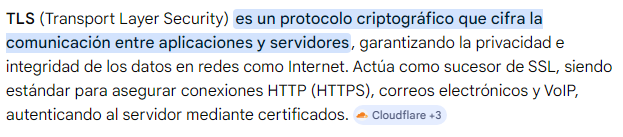 TLS (Transport Layer Security) es un protocolo criptográfico que cifra la
comunicación entre aplicaciones y servidores, garantizando la privacidad e
integridad de los datos en redes como Internet. Actúa como sucesor de SSL, siendo
estándar para asegurar conexiones HTTP (HTTPS), correos electrónicos y VoIP,
autenticando al servidor mediante certificados. Cloudflare +3